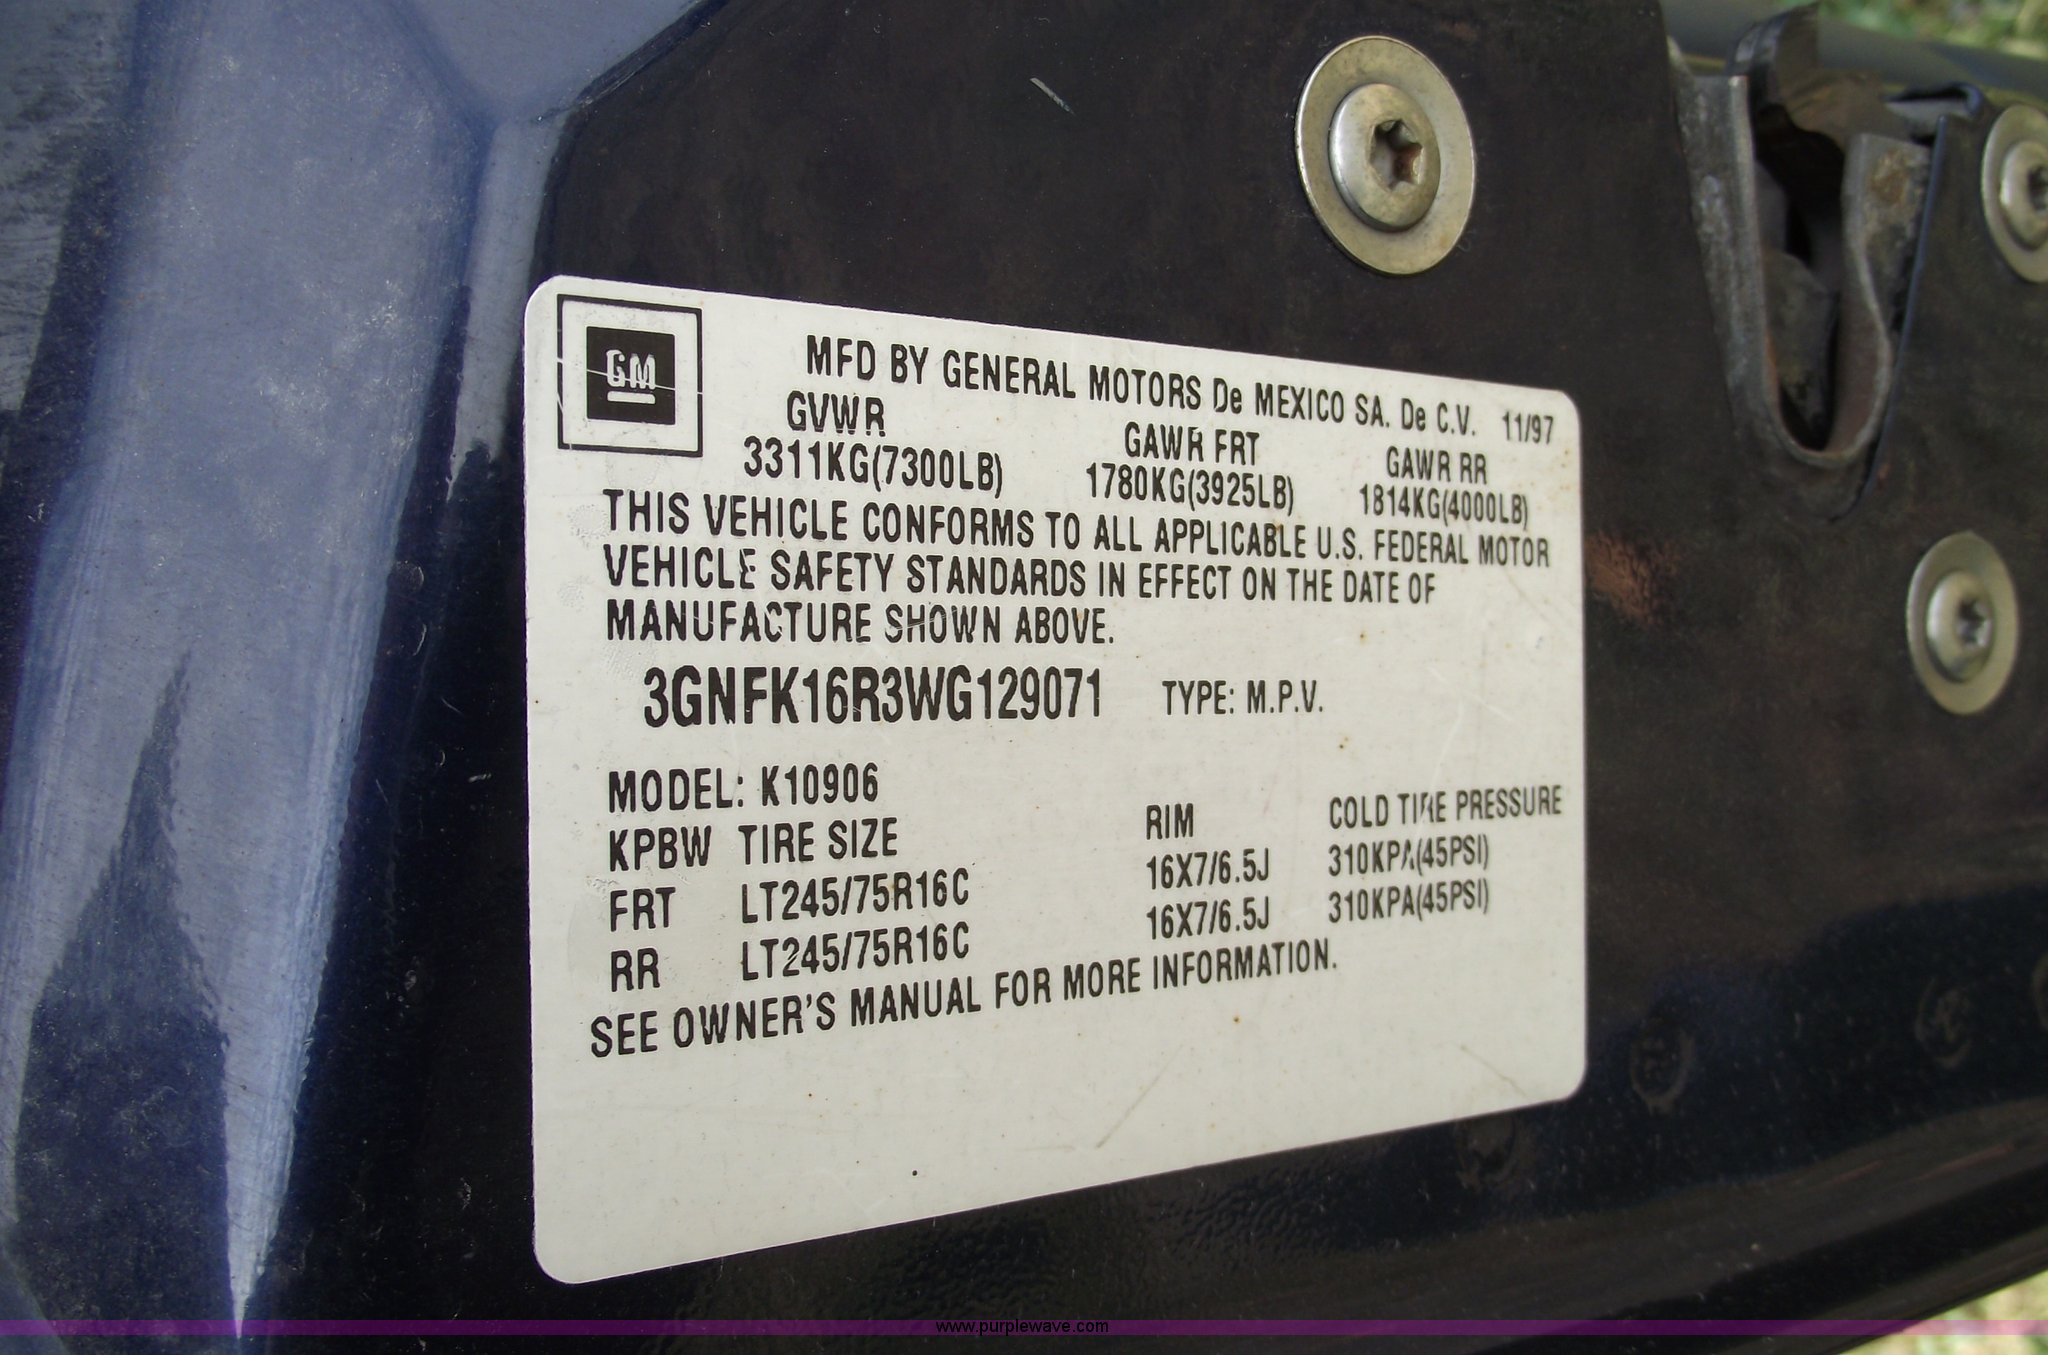 GM
MFD BY GENERAL MOTORS De MEXICO SA. De C.V. 11/97
GVWR GAWR FRT GAWR RR
3311KG(7300LB) 1780KG(3925LB) 1814KG(4000LB)
THIS VEHICLE CONFORMS TO ALL APPLICABLE U.S. FEDERAL MOTOR
VEHICLE SAFETY STANDARDS IN EFFECT ON THE DATE OF
MANUFACTURE SHOWN ABOVE.
3GNFK16R3WG129071 TYPE: M.P.V.
MODEL: K10906
KPBW TIRE SIZE RIM COLD TIRE PRESSURE
FRT LT245/75R16C 16X7/6.5J 310KPA(45PSI)
RR LT245/75R16C 16X7/6.5J 310KPA(45PSI)
SEE OWNER'S MANUAL FOR MORE INFORMATION.
www.purplewave.com